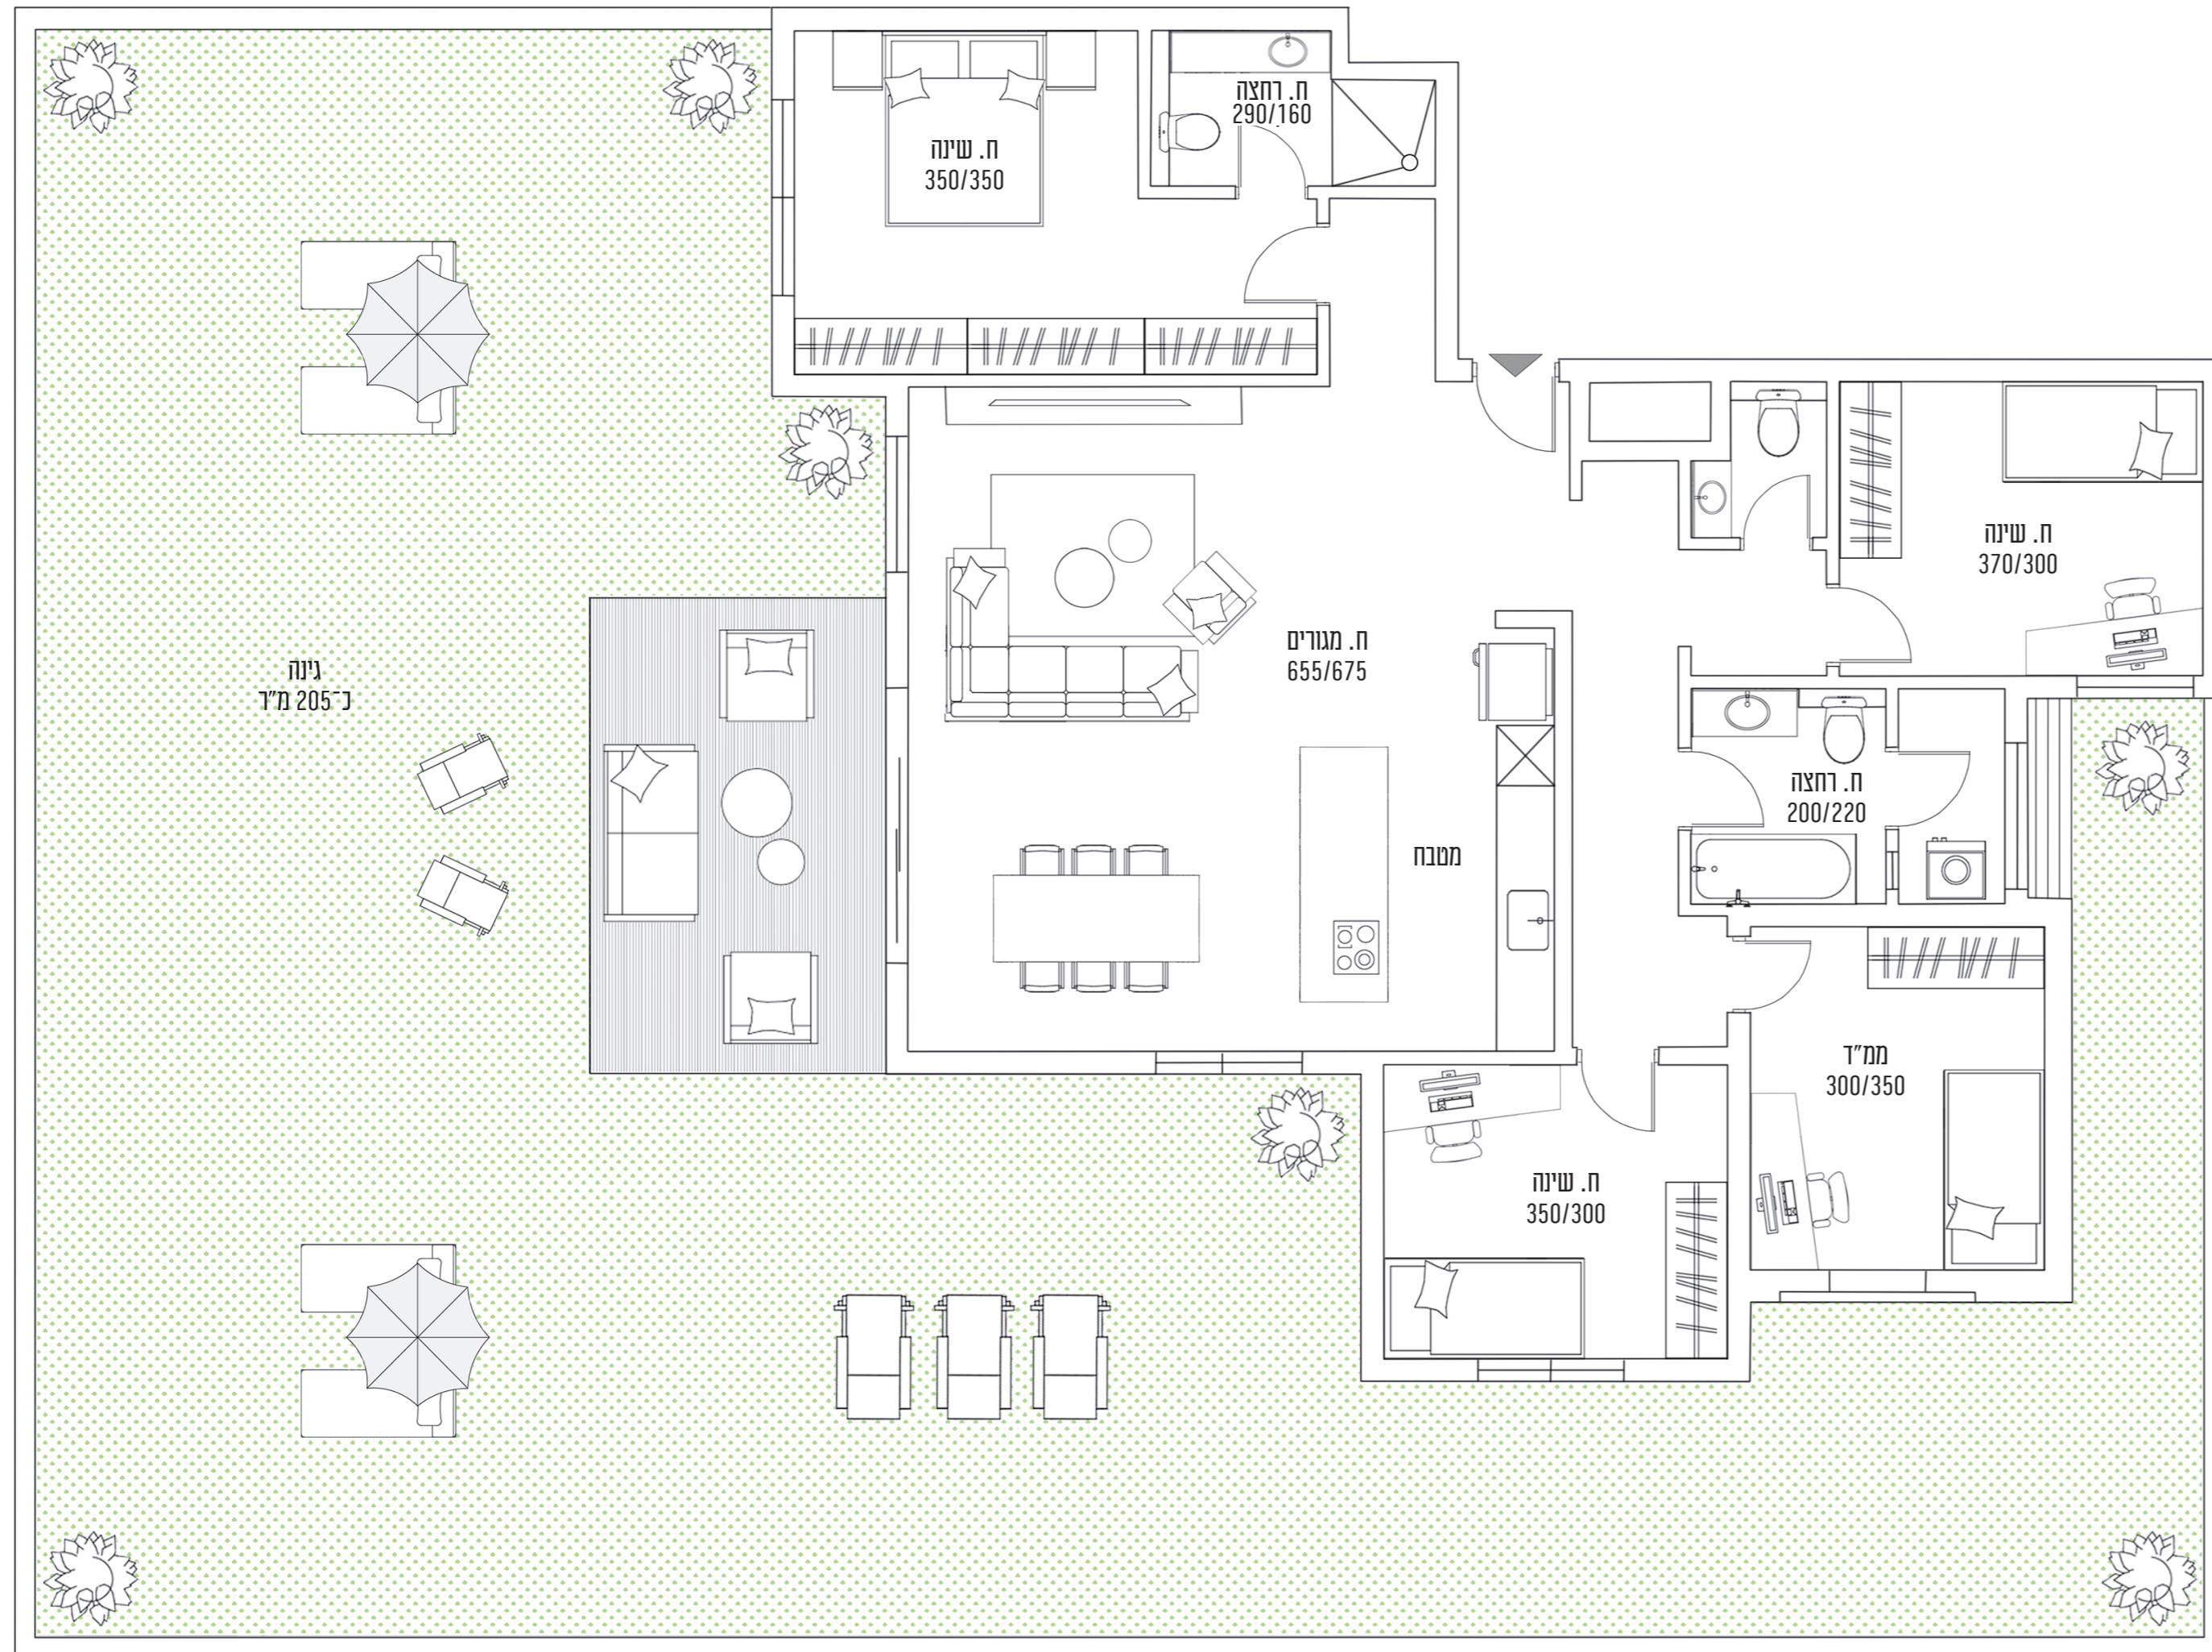 ח. רחצה
290/160
ח. שינה
350/350
ח. שינה
370/300
ח. מגורים
655/675
גינה
כ־205 מ"ר
ח. רחצה
200/220
מטבח
ממ"ד
300/350
ח. שינה
350/300